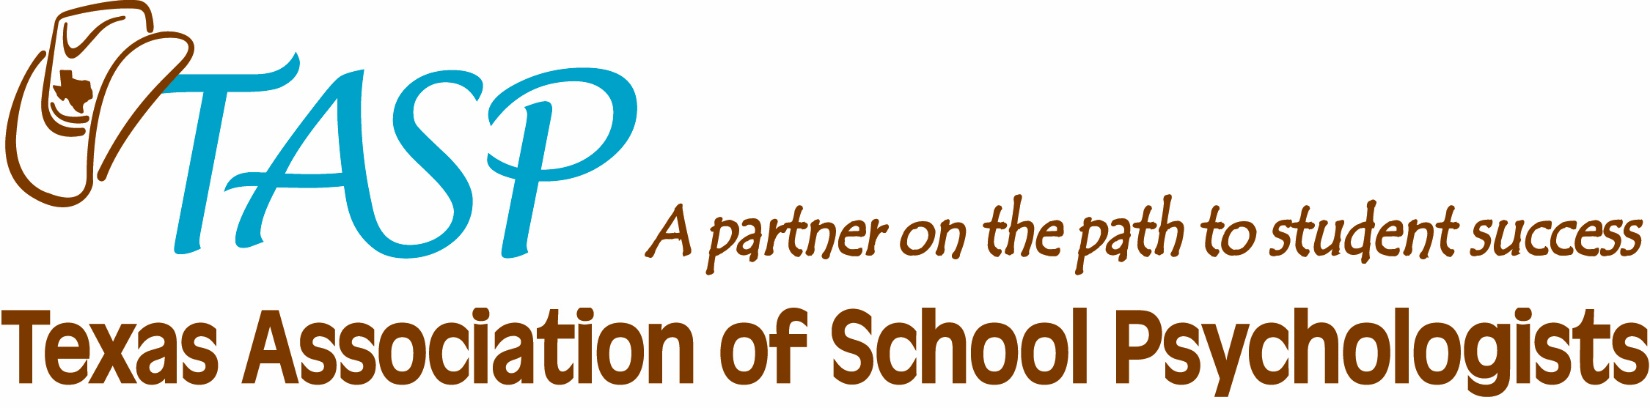 TASP
A partner on the path to student success
Texas Association of School Psychologists